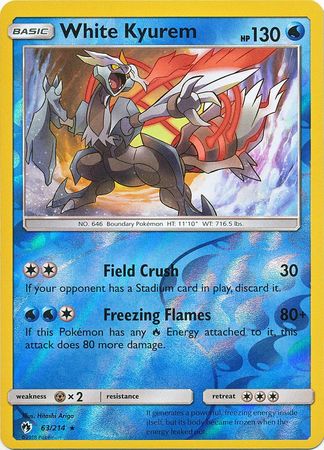 BASIC White Kyurem HP 130
NO. 646 Boundary Pokémon HT: 11'10" WT: 716.5 lbs.
Field Crush 30
If your opponent has a Stadium card in play, discard it.
Freezing Flames 80+
If this Pokémon has any Energy attached to it, this
attack does 80 more damage.
weakness × 2 resistance retreat
Illus. Hitoshi Ariga
63/214
©2018 Pokémon
It generates a powerful, freezing energy inside
itself, but its body became frozen when the
energy leaked out.